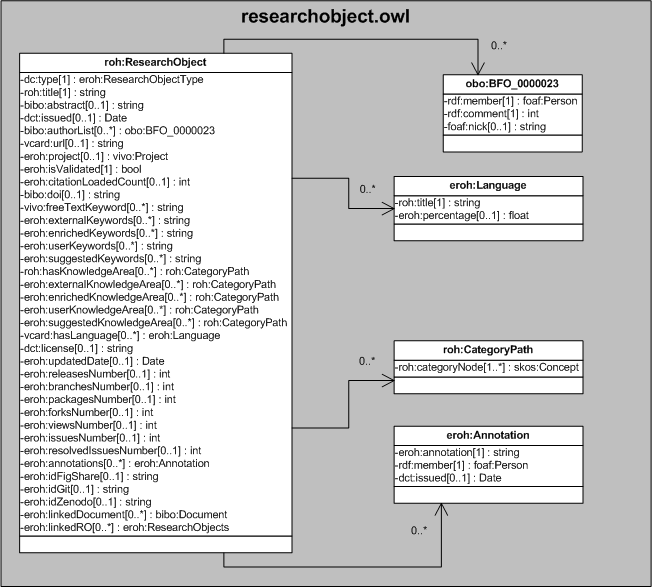 researchobject.owl
roh:ResearchObject
-dc:type[1] : eroh:ResearchObjectType
-roh:title[1] : string
-bibo:abstract[0..1] : string
-dct:issued[0..1] : Date
-bibo:authorList[0..*] : obo:BFO_0000023
-vcard:url[0..1] : string
-eroh:project[0..1] : vivo:Project
-eroh:isValidated[1] : bool
-eroh:citationLoadedCount[0..1] : int
-bibo:doi[0..1] : string
-vivo:freeTextKeyword[0..*] : string
-eroh:externalKeywords[0..*] : string
-eroh:enrichedKeywords[0..*] : string
-eroh:userKeywords[0..*] : string
-eroh:suggestedKeywords[0..*] : string
-roh:hasKnowledgeArea[0..*] : roh:CategoryPath
-eroh:externalKnowledgeArea[0..*] : roh:CategoryPath
-eroh:enrichedKnowledgeArea[0..*] : roh:CategoryPath
-eroh:userKnowledgeArea[0..*] : roh:CategoryPath
-eroh:suggestedKnowledgeArea[0..*] : roh:CategoryPath
-vcard:hasLanguage[0..*] : eroh:Language
-dct:license[0..1] : string
-eroh:updatedDate[0..1] : Date
-eroh:releasesNumber[0..1] : int
-eroh:branchesNumber[0..1] : int
-eroh:packagesNumber[0..1] : int
-eroh:forksNumber[0..1] : int
-eroh:viewsNumber[0..1] : int
-eroh:issuesNumber[0..1] : int
-eroh:resolvedIssuesNumber[0..1] : int
-eroh:annotations[0..*] : eroh:Annotation
-eroh:idFigShare[0..1] : string
-eroh:idGit[0..1] : string
-eroh:idZenodo[0..1] : string
-eroh:linkedDocument[0..*] : bibo:Document
-eroh:linkedRO[0..*] : eroh:ResearchObjects
0..*
obo:BFO_0000023
-rdf:member[1] : foaf:Person
-rdf:comment[1] : int
-foaf:nick[0..1] : string
0..*
eroh:Language
-roh:title[1] : string
-eroh:percentage[0..1] : float
0..*
roh:CategoryPath
-roh:categoryNode[1..*] : skos:Concept
eroh:Annotation
-eroh:annotation[1] : string
-rdf:member[1] : foaf:Person
-dct:issued[0..1] : Date
0..*